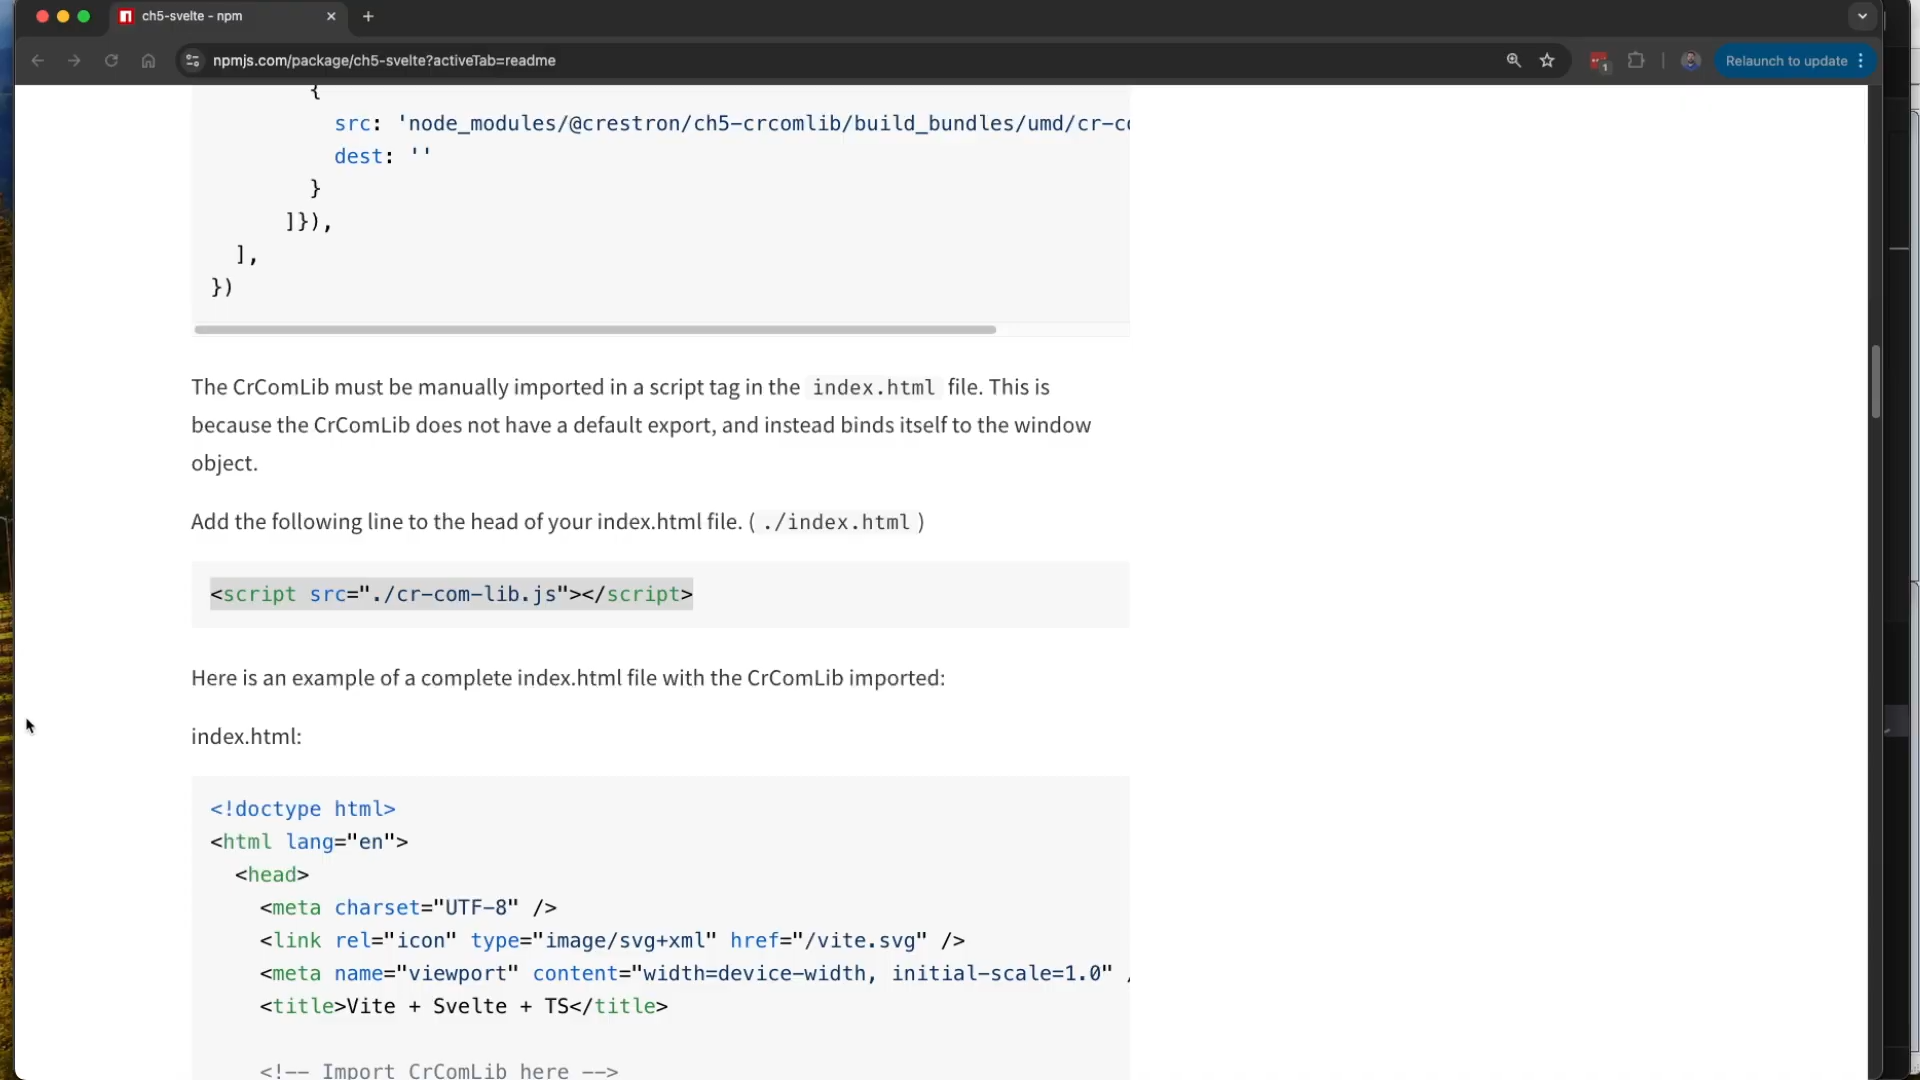 ch5-svelte - npm
npmjs.com/package/ch5-svelte?activeTab=readme
1
Relaunch to update
{
src: 'node_modules/@crestron/ch5-crcomlib/build_bundles/umd/cr-c
dest: ''
}
]}),
],
})
The CrComLib must be manually imported in a script tag in the index.html file. This is
because the CrComLib does not have a default export, and instead binds itself to the window
object.
Add the following line to the head of your index.html file. ( ./index.html )
<script src="./cr-com-lib.js"></script>
Here is an example of a complete index.html file with the CrComLib imported:
index.html:
<!doctype html>
<html lang="en">
<head>
<meta charset="UTF-8" />
<link rel="icon" type="image/svg+xml" href="/vite.svg" />
<meta name="viewport" content="width=device-width, initial-scale=1.0" /
<title>Vite + Svelte + TS</title>
<!-- Import CrComLib here -->